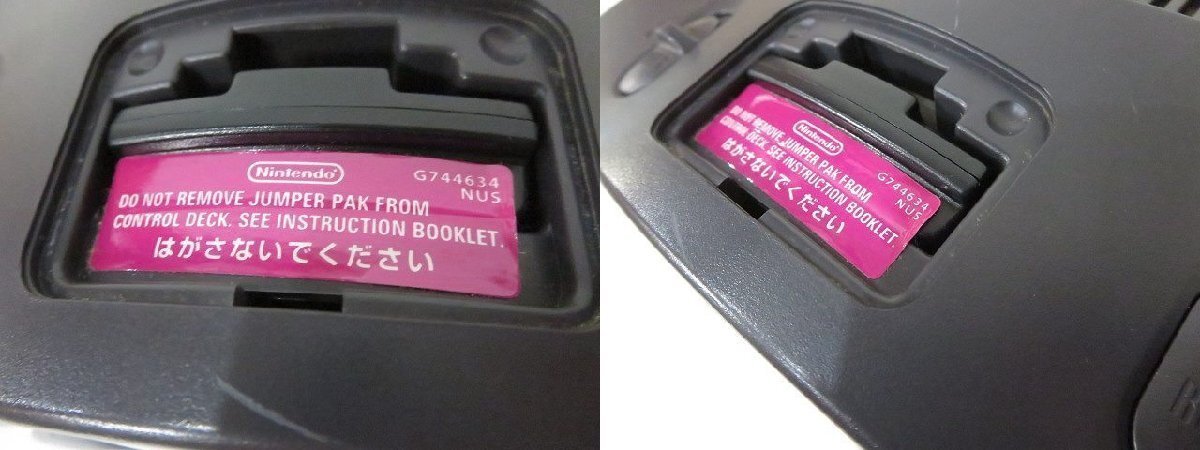 Nintendo
G744634
NUS
DO NOT REMOVE JUMPER PAK FROM
CONTROL DECK. SEE INSTRUCTION BOOKLET.
はがさないでください
Nintendo
G744634
NUS
DO NOT REMOVE JUMPER PAK FROM
CONTROL DECK. SEE INSTRUCTION BOOKLET.
はがさないでください